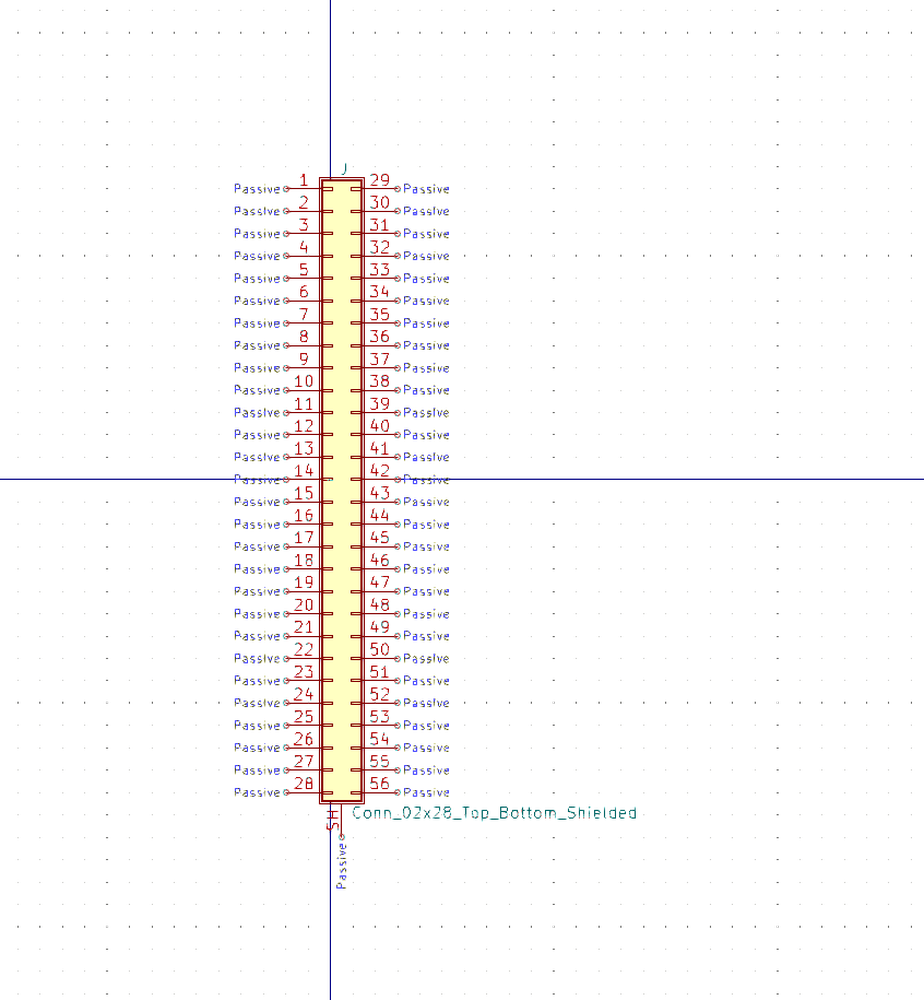 J
Passive 1 29 Passive
Passive 2 30 Passive
Passive 3 31 Passive
Passive 4 32 Passive
Passive 5 33 Passive
Passive 6 34 Passive
Passive 7 35 Passive
Passive 8 36 Passive
Passive 9 37 Passive
Passive 10 38 Passive
Passive 11 39 Passive
Passive 12 40 Passive
Passive 13 41 Passive
Passive 14 42 Passive
Passive 15 43 Passive
Passive 16 44 Passive
Passive 17 45 Passive
Passive 18 46 Passive
Passive 19 47 Passive
Passive 20 48 Passive
Passive 21 49 Passive
Passive 22 50 Passive
Passive 23 51 Passive
Passive 24 52 Passive
Passive 25 53 Passive
Passive 26 54 Passive
Passive 27 55 Passive
Passive 28 56 Passive
SH Conn_02x28_Top_Bottom_Shielded
Passive